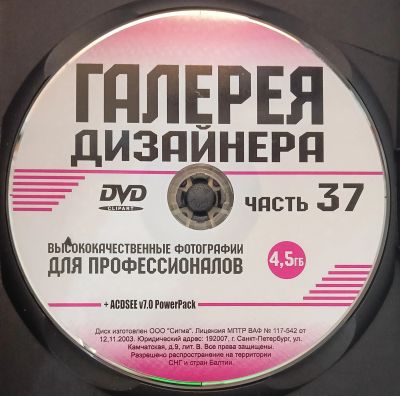 ГАЛЕРЕЯ
ДИЗАЙНЕРА
DVD
CLIPART
ЧАСТЬ 37
ВЫСОКОКАЧЕСТВЕННЫЕ ФОТОГРАФИИ
ДЛЯ ПРОФЕССИОНАЛОВ
4,5ГБ
+ ACDSEE v7.0 PowerPack
Диск изготовлен ООО "Сигма". Лицензия МПТР ВАФ № 117-542 от
12.11.2003. Юридический адрес: 192007, г. Санкт-Петербург, ул.
Камчатская, д.9, лит. В. Все права защищены.
Разрешено распространение на территории
СНГ и стран Балтии.